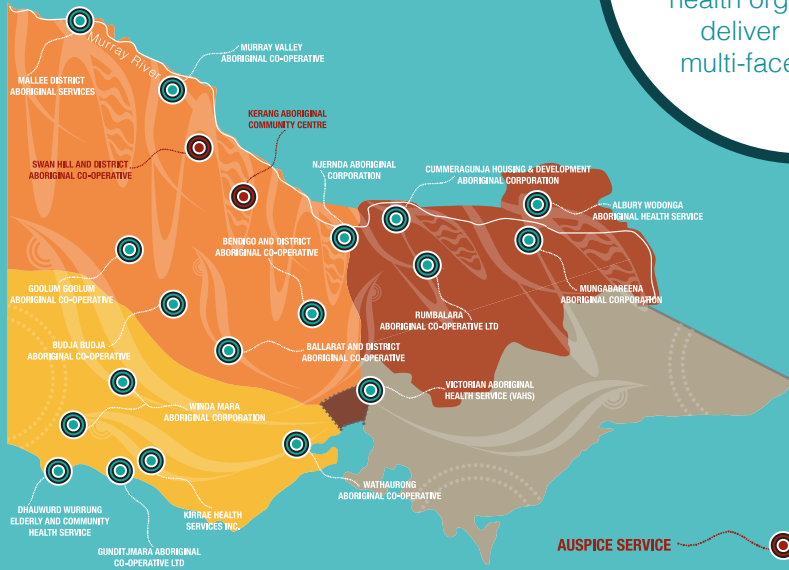 health org
deliver
multi-face
Murray River
MALLEE DISTRICT
ABORIGINAL SERVICES
MURRAY VALLEY
ABORIGINAL CO-OPERATIVE
KERANG ABORIGINAL
COMMUNITY CENTRE
SWAN HILL AND DISTRICT
ABORIGINAL CO-OPERATIVE
NJERNDA ABORIGINAL
CORPORATION
CUMMERAGUNJA HOUSING & DEVELOPMENT
ABORIGINAL CORPORATION
ALBURY WODONGA
ABORIGINAL HEALTH SERVICE
BENDIGO AND DISTRICT
ABORIGINAL CO-OPERATIVE
GOOLUM GOOLUM
ABORIGINAL CO-OPERATIVE
MUNGABAREENA
ABORIGINAL CORPORATION
RUMBALARA
ABORIGINAL CO-OPERATIVE LTD
BUDJA BUDJA
ABORIGINAL CO-OPERATIVE
BALLARAT AND DISTRICT
ABORIGINAL CO-OPERATIVE
VICTORIAN ABORIGINAL
HEALTH SERVICE (VAHS)
WINDA MARA
ABORIGINAL CORPORATION
WATHAURONG
ABORIGINAL CO-OPERATIVE
DHAUWURD WURRUNG
ELDERLY AND COMMUNITY
HEALTH SERVICE
KIRRAE HEALTH
SERVICES INC.
GUNDITJMARA ABORIGINAL
CO-OPERATIVE LTD
AUSPICE SERVICE